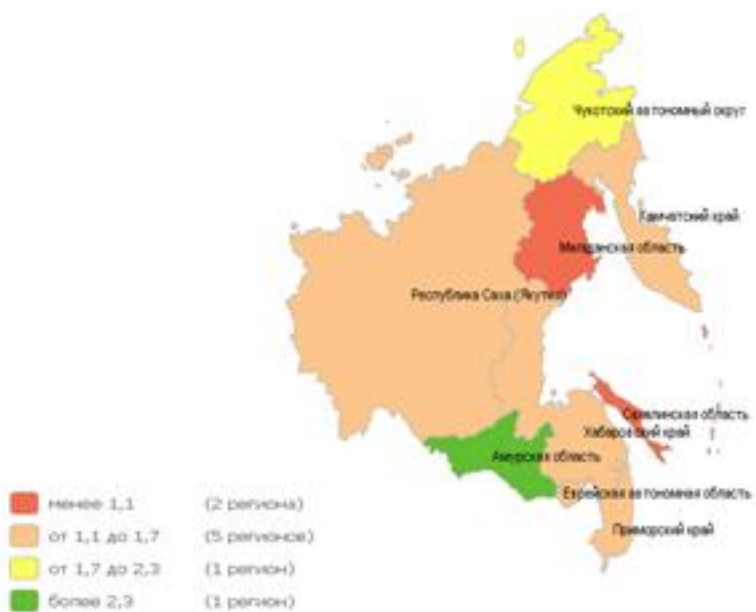 Чукотский автономный округ
Камчатский край
Магаданская область
Республика Саха (Якутия)
Сахалинская область
Хабаровский край
Амурская область
Еврейская автономная область
Приморский край
менее 1,1 (2 региона)
от 1,1 до 1,7 (5 регионов)
от 1,7 до 2,3 (1 регион)
более 2,3 (1 регион)